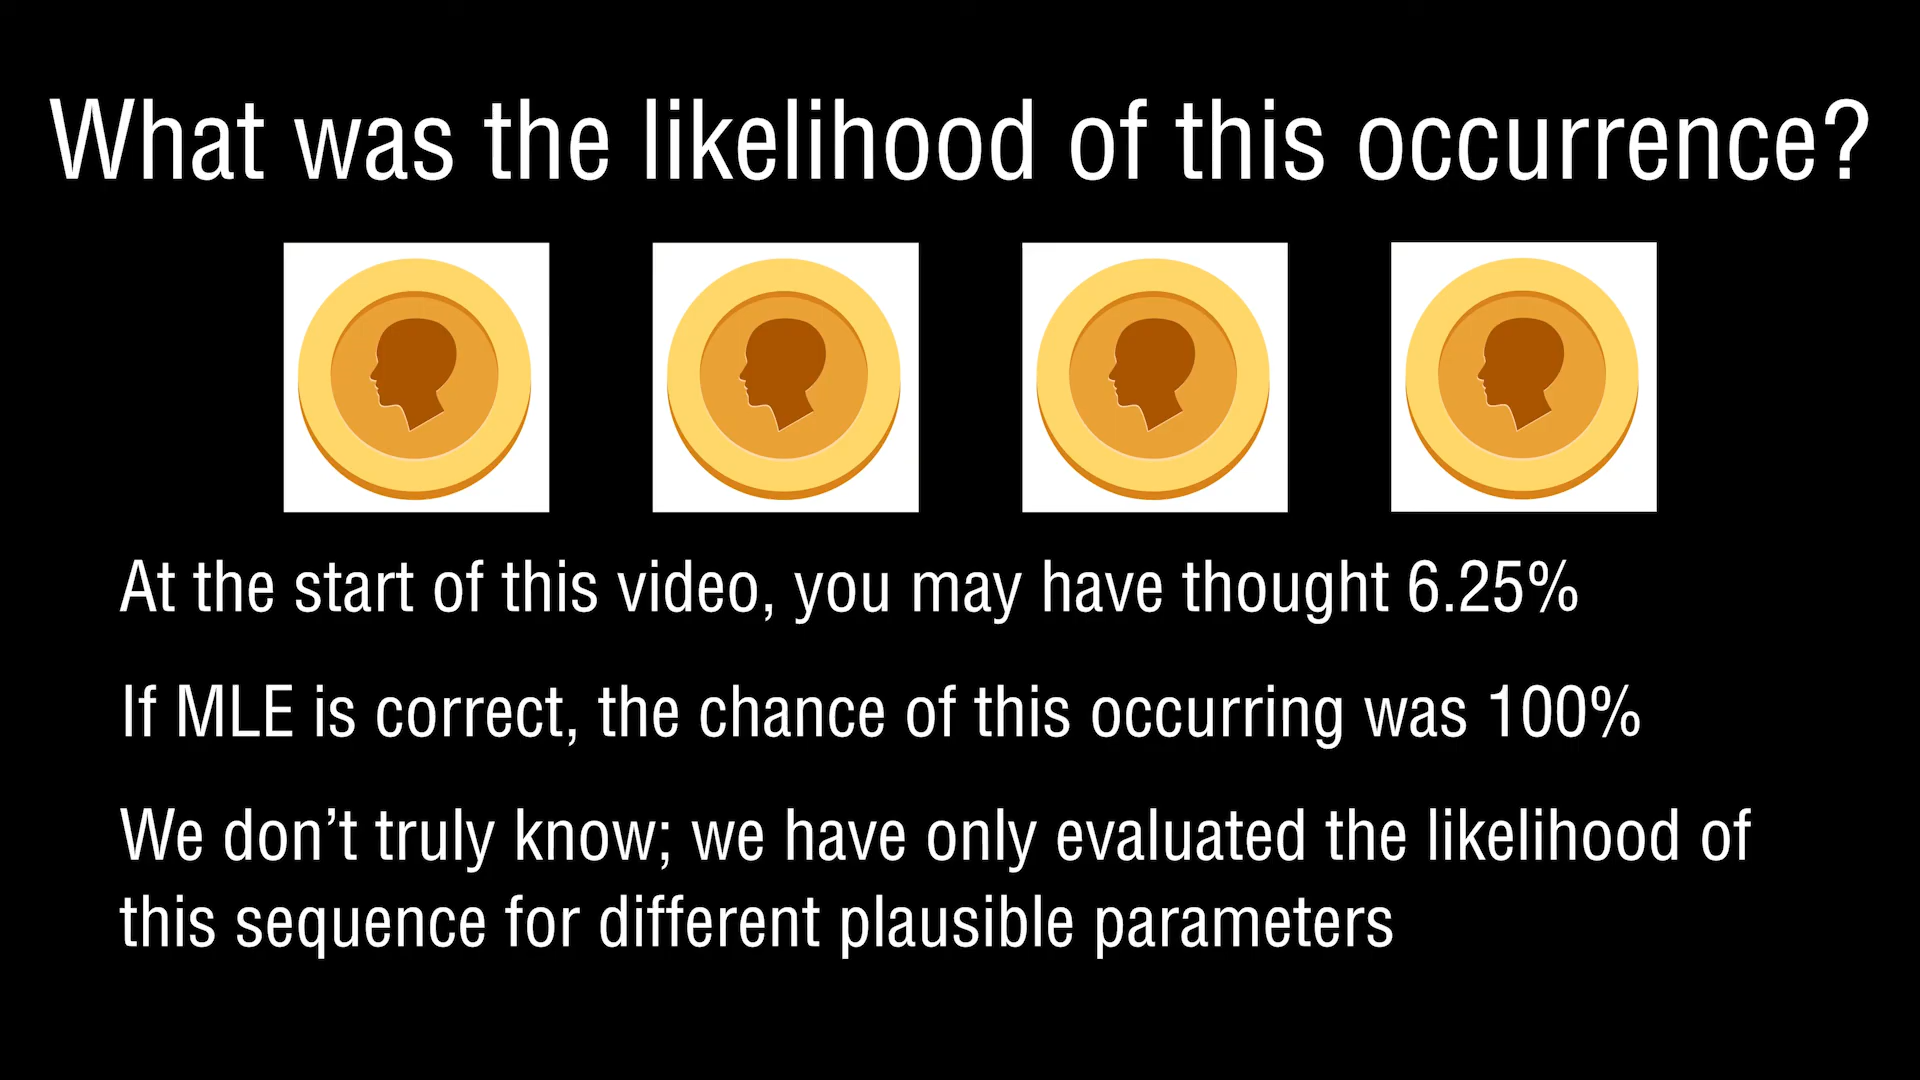 What was the likelihood of this occurrence?
At the start of this video, you may have thought 6.25%
If MLE is correct, the chance of this occurring was 100%
We don’t truly know; we have only evaluated the likelihood of
this sequence for different plausible parameters